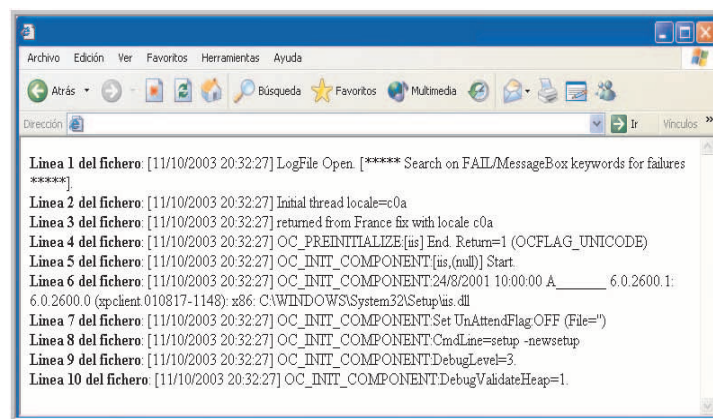 Archivo Edición Ver Favoritos Herramientas Ayuda
Atrás Búsqueda Favoritos Multimedia
Dirección Ir Vínculos »
Linea 1 del fichero: [11/10/2003 20:32:27] LogFile Open. [***** Search on FAIL/MessageBox keywords for failures
*****].
Linea 2 del fichero: [11/10/2003 20:32:27] Initial thread locale=c0a
Linea 3 del fichero: [11/10/2003 20:32:27] returned from France fix with locale c0a
Linea 4 del fichero: [11/10/2003 20:32:27] OC_PREINITIALIZE:[iis] End. Return=1 (OCFLAG_UNICODE)
Linea 5 del fichero: [11/10/2003 20:32:27] OC_INIT_COMPONENT:[iis,(null)] Start.
Linea 6 del fichero: [11/10/2003 20:32:27] OC_INIT_COMPONENT:24/8/2001 10:00:00 A_______ 6.0.2600.1:
6.0.2600.0 (xpclient.010817-1148): x86: C:\WINDOWS\System32\Setup\iis.dll
Linea 7 del fichero: [11/10/2003 20:32:27] OC_INIT_COMPONENT:Set UnAttendFlag:OFF (File='')
Linea 8 del fichero: [11/10/2003 20:32:27] OC_INIT_COMPONENT:CmdLine=setup -newsetup
Linea 9 del fichero: [11/10/2003 20:32:27] OC_INIT_COMPONENT:DebugLevel=3.
Linea 10 del fichero: [11/10/2003 20:32:27] OC_INIT_COMPONENT:DebugValidateHeap=1.